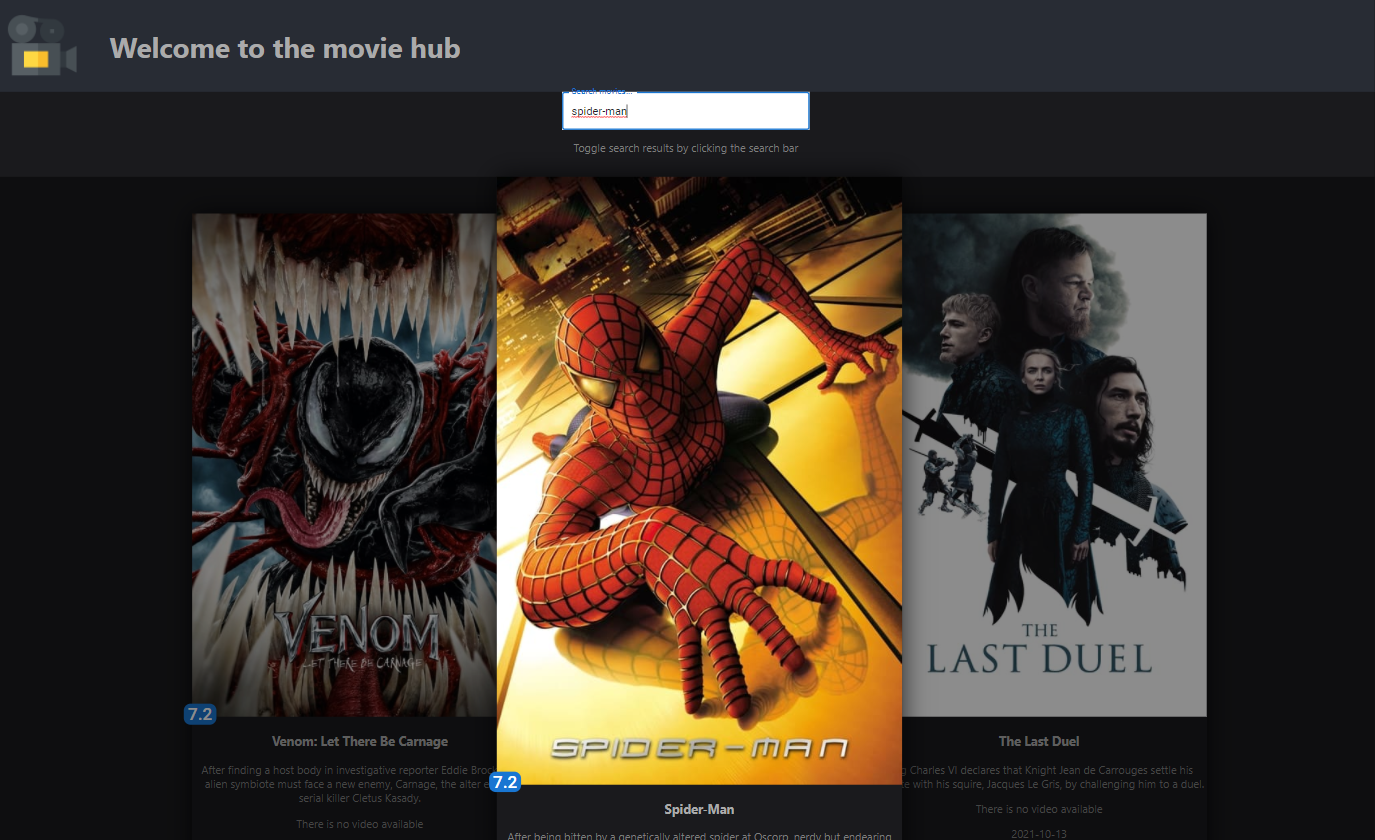 Welcome to the movie hub
Search movies...
spider-man
Toggle search results by clicking the search bar
VENOM
LET THERE BE CARNAGE
7.2
Venom: Let There Be Carnage
After finding a host body in investigative reporter Eddie Brock
alien symbiote must face a new enemy, Carnage, the alter e
serial killer Cletus Kasady.
There is no video available
SPIDER-MAN
7.2
Spider-Man
After being bitten by a genetically altered spider at Oscorp, nerdy but endearing
THE
LAST DUEL
The Last Duel
g Charles VI declares that Knight Jean de Carrouges settle his
te with his squire, Jacques Le Gris, by challenging him to a duel.
There is no video available
2021-10-13